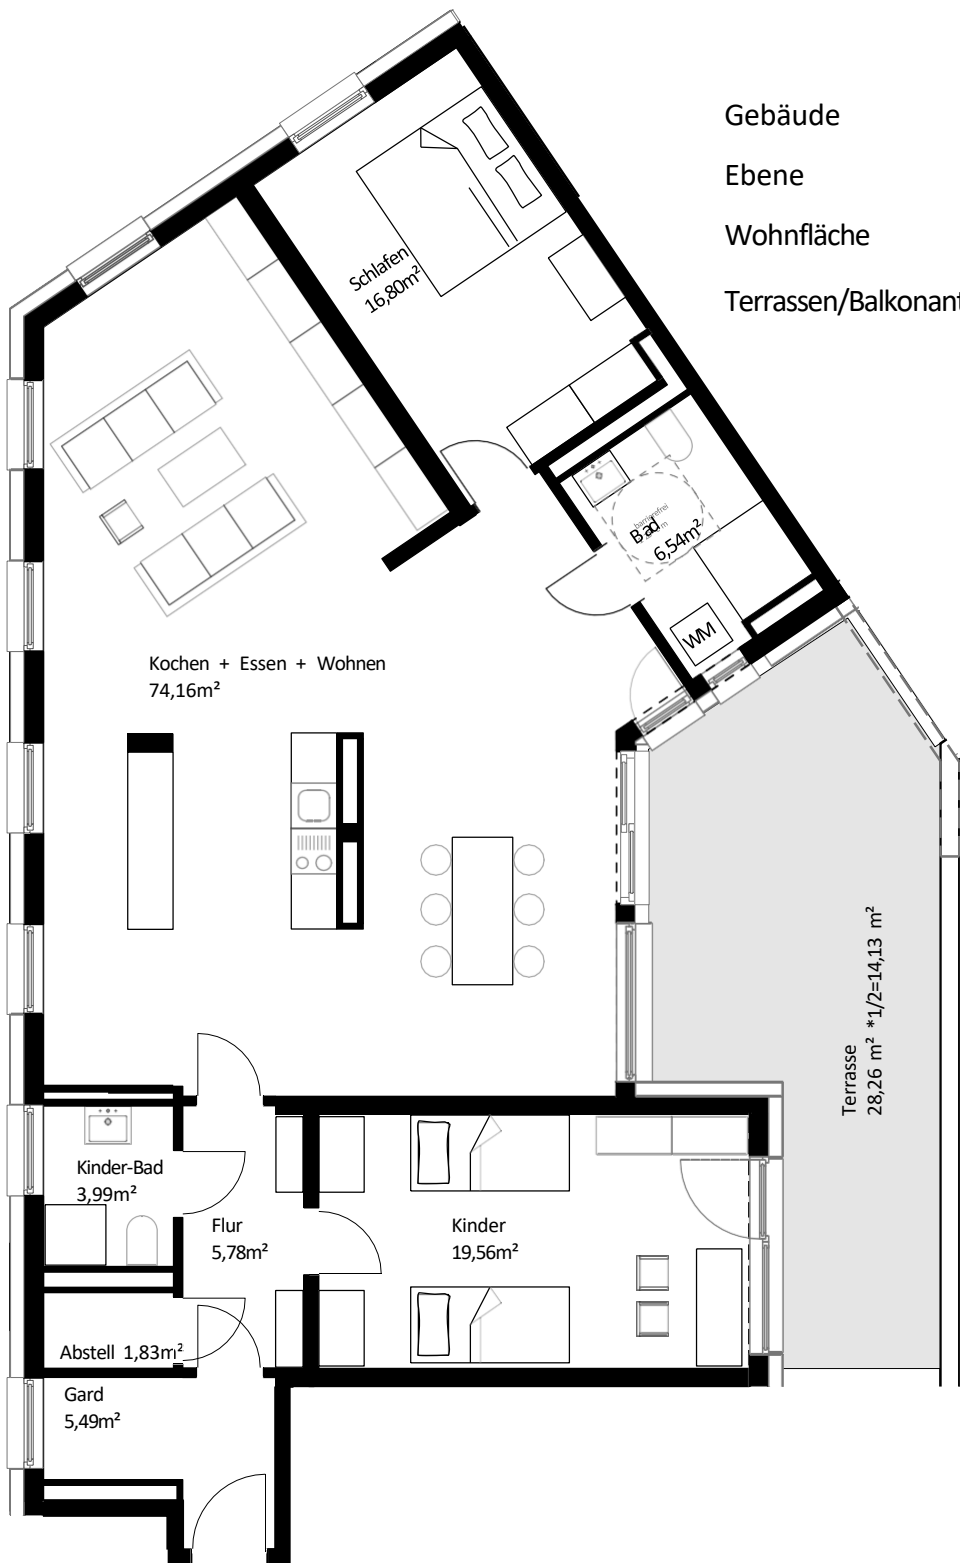 Gebäude
Ebene
Wohnfläche
Terrassen/Balkonant
Schlafen
16,80m²
barrierefrei
Bad
6,54m²
WM
Kochen + Essen + Wohnen
74,16m²
Terrasse
28,26 m² *1/2=14,13 m²
Kinder-Bad
3,99m²
Flur
5,78m²
Kinder
19,56m²
Abstell 1,83m²
Gard
5,49m²